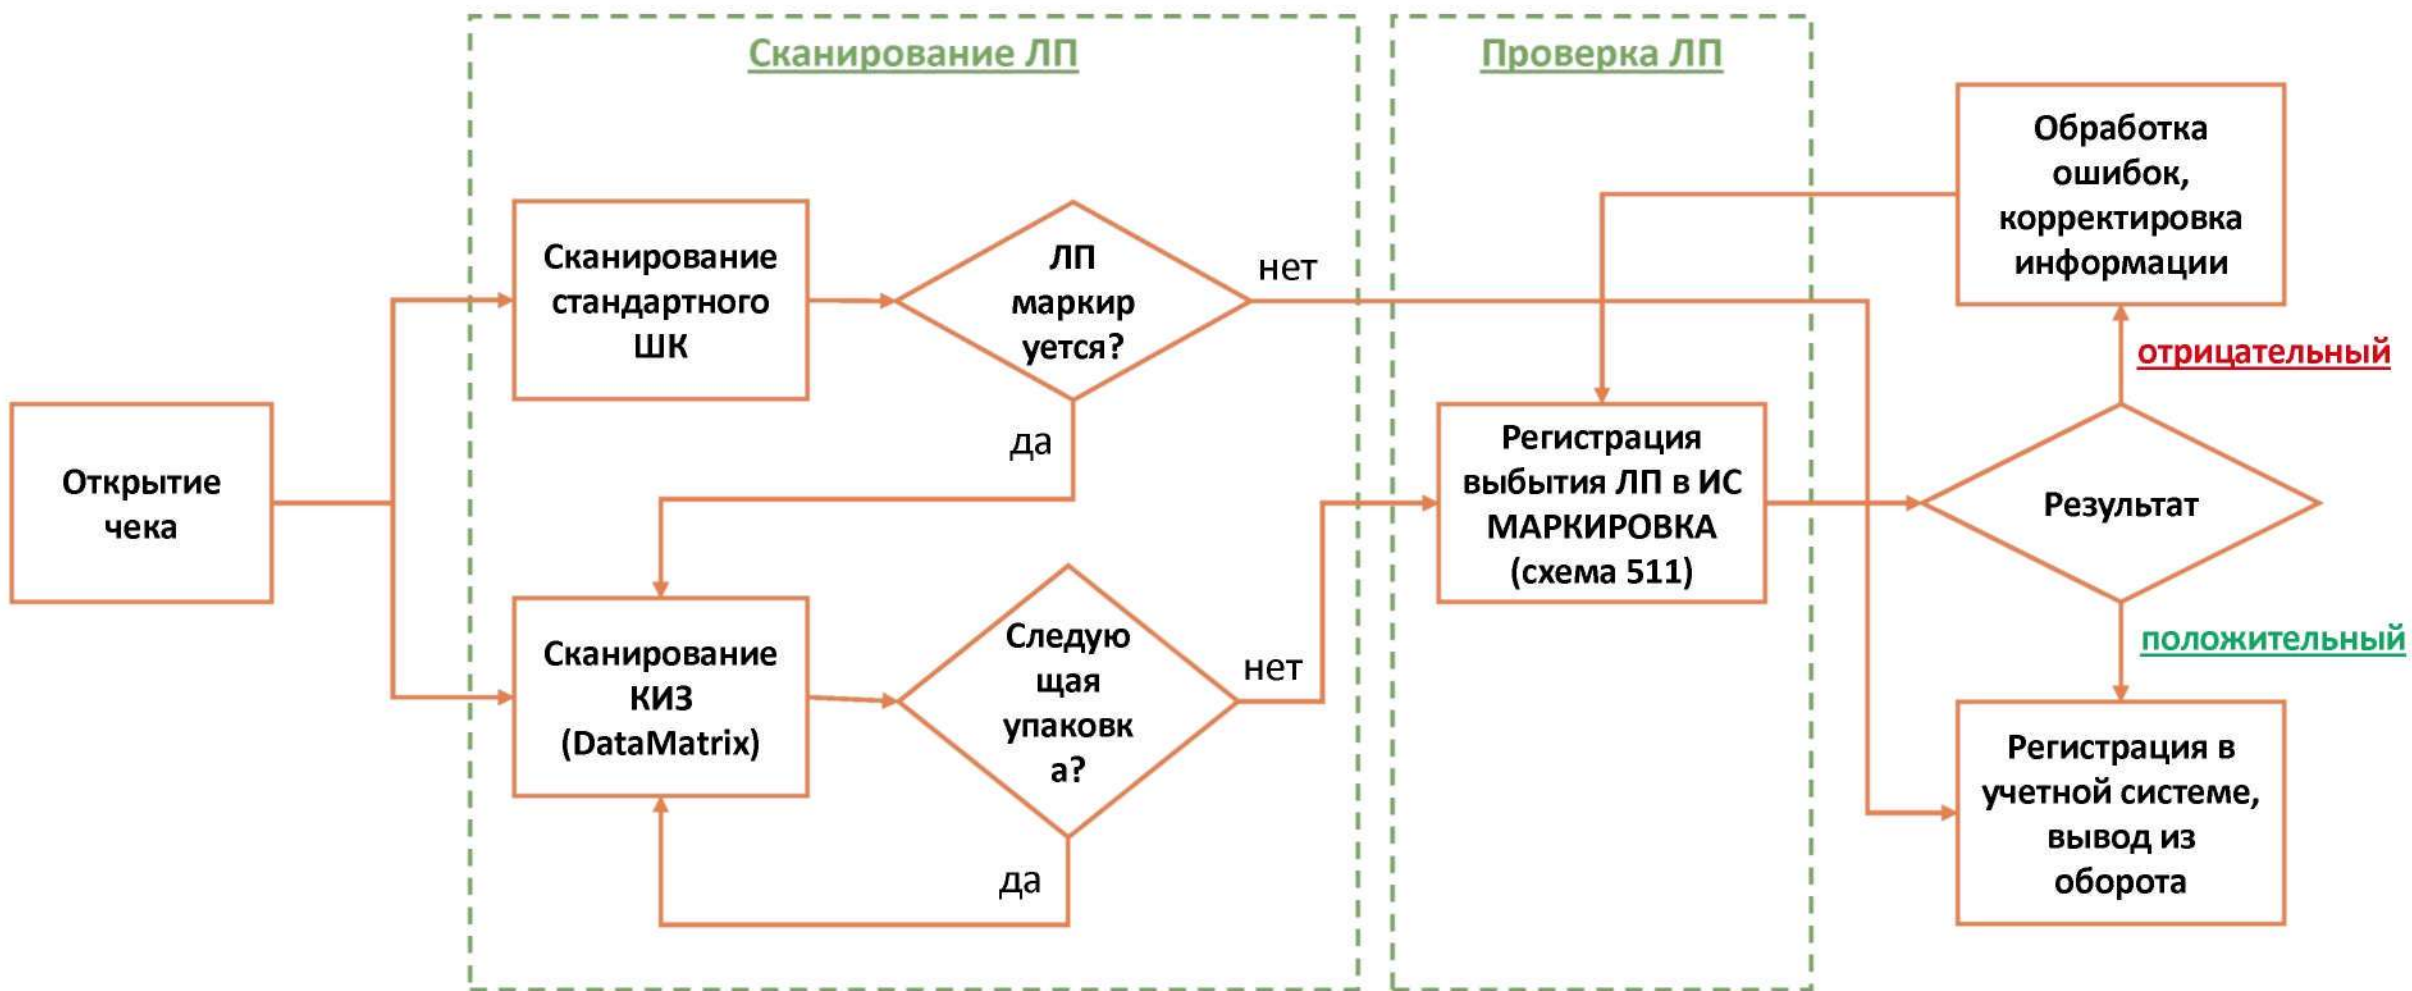 Сканирование ЛП
Проверка ЛП
Открытие
чека
Сканирование
стандартного
ШК
ЛП
маркир
уется?
нет
да
Сканирование
КИЗ
(DataMatrix)
Следую
щая
упаковк
а?
нет
да
Регистрация
выбытия ЛП в ИС
МАРКИРОВКА
(схема 511)
Результат
отрицательный
Обработка
ошибок,
корректировка
информации
положительный
Регистрация в
учетной системе,
вывод из
оборота